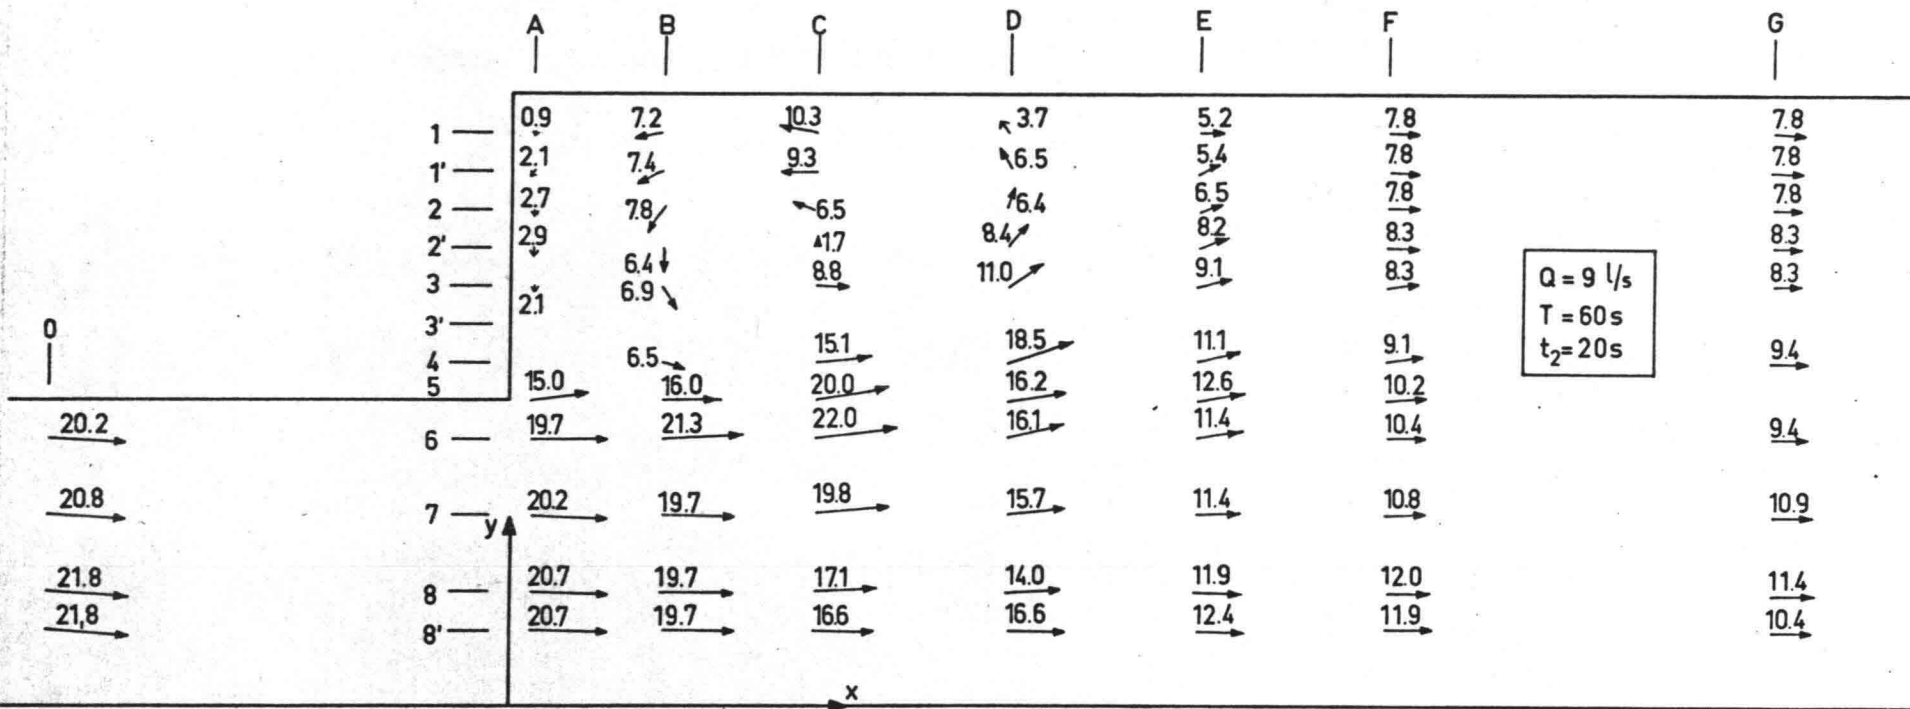 A B C D E F G
1 0.9 7.2 10.3 3.7 5.2 7.8 7.8
1' 2.1 7.4 9.3 6.5 5.4 7.8 7.8
2 2.7 7.8 6.5 6.4 6.5 7.8 7.8
2' 2.9 6.4 1.7 8.4 8.2 8.3 8.3
3 2.1 6.9 8.8 11.0 9.1 8.3 8.3
Q = 9 l/s
T = 60s
t2=20s
0
3'
4 6.5 15.1 18.5 11.1 9.1 9.4
5 15.0 16.0 20.0 16.2 12.6 10.2
20.2 6 19.7 21.3 22.0 16.1 11.4 10.4 9.4
20.8 7 20.2 19.7 19.8 15.7 11.4 10.8 10.9
y
21.8 8 20.7 19.7 17.1 14.0 11.9 12.0 11.4
21,8 8' 20.7 19.7 16.6 16.6 12.4 11.9 10.4
x